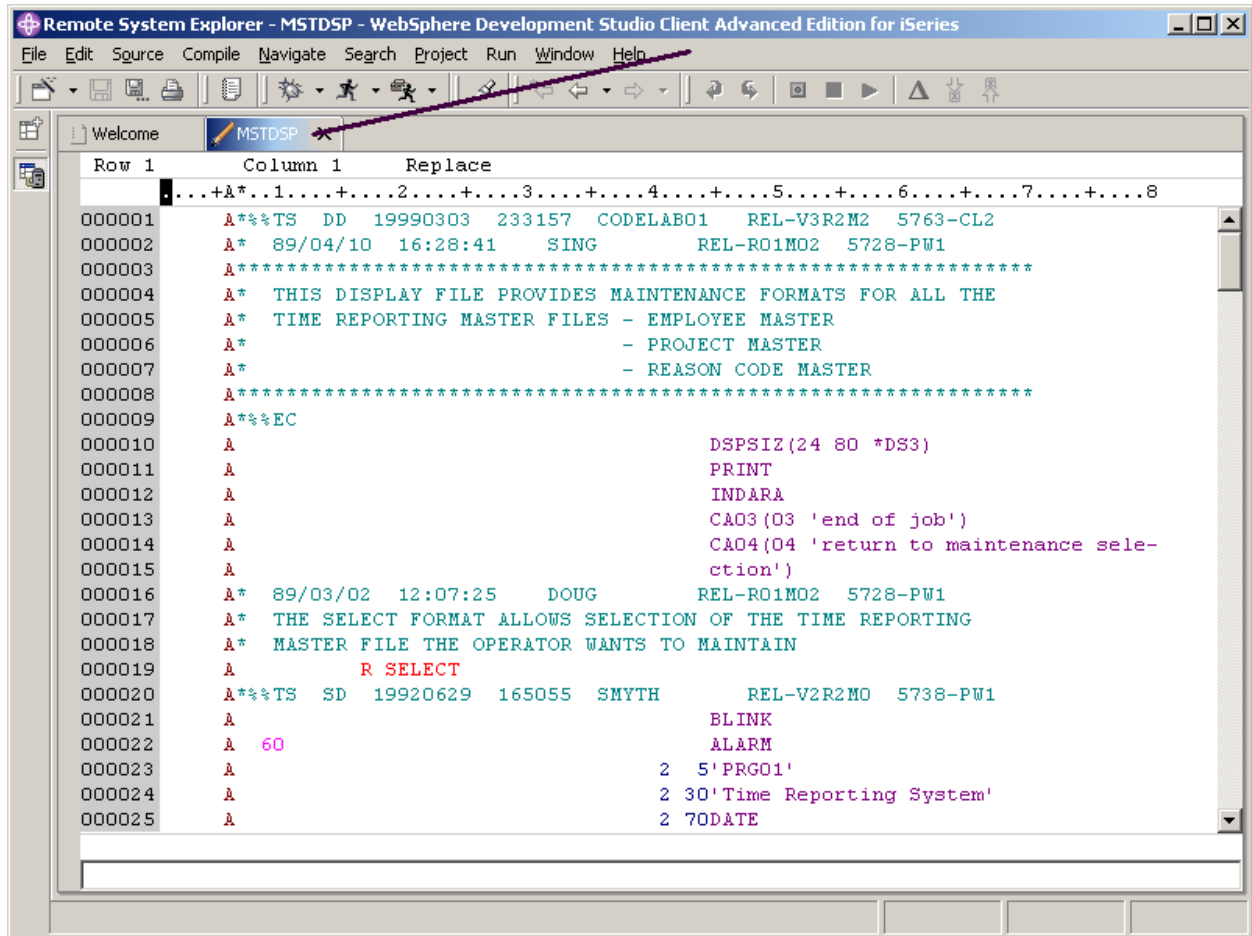 Remote System Explorer - MSTDSP - WebSphere Development Studio Client Advanced Edition for iSeries
File Edit Source Compile Navigate Search Project Run Window Help
Welcome MSTDSP
Row 1 Column 1 Replace
....+A*..1....+....2....+....3....+....4....+....5....+....6....+....7....+....8
000001 A*%%TS DD 19990303 233157 CODELAB01 REL-V3R2M2 5763-CL2
000002 A* 89/04/10 16:28:41 SING REL-R01M02 5728-PW1
000003 A****************************************************************
000004 A* THIS DISPLAY FILE PROVIDES MAINTENANCE FORMATS FOR ALL THE
000005 A* TIME REPORTING MASTER FILES - EMPLOYEE MASTER
000006 A* - PROJECT MASTER
000007 A* - REASON CODE MASTER
000008 A****************************************************************
000009 A*%%EC
000010 A DSPSIZ(24 80 *DS3)
000011 A PRINT
000012 A INDARA
000013 A CA03(03 'end of job')
000014 A CA04(04 'return to maintenance sele-
000015 A ction')
000016 A* 89/03/02 12:07:25 DOUG REL-R01M02 5728-PW1
000017 A* THE SELECT FORMAT ALLOWS SELECTION OF THE TIME REPORTING
000018 A* MASTER FILE THE OPERATOR WANTS TO MAINTAIN
000019 A R SELECT
000020 A*%%TS SD 19920629 165055 SMYTH REL-V2R2M0 5738-PW1
000021 A BLINK
000022 A 60 ALARM
000023 A 2 5'PRG01'
000024 A 2 30'Time Reporting System'
000025 A 2 70DATE